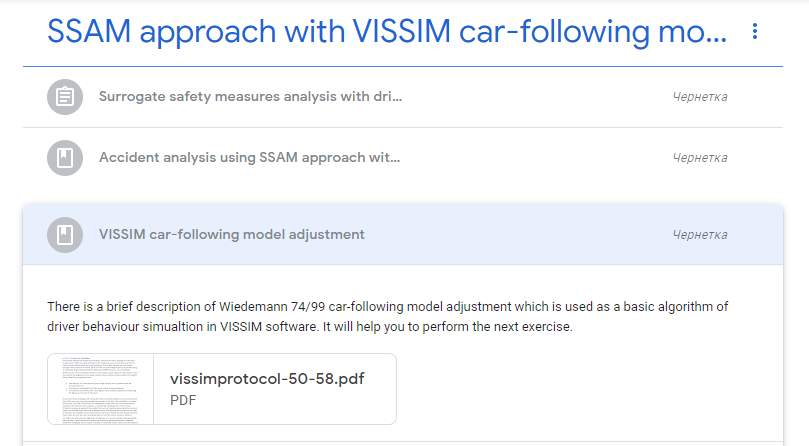 SSAM approach with VISSIM car-following mo...
Surrogate safety measures analysis with dri...
Чернетка
Accident analysis using SSAM approach wit...
Чернетка
VISSIM car-following model adjustment
Чернетка
There is a brief description of Wiedemann 74/99 car-following model adjustment which is used as a basic algorithm of
driver behaviour simualtion in VISSIM software. It will help you to perform the next exercise.
vissimprotocol-50-58.pdf
PDF